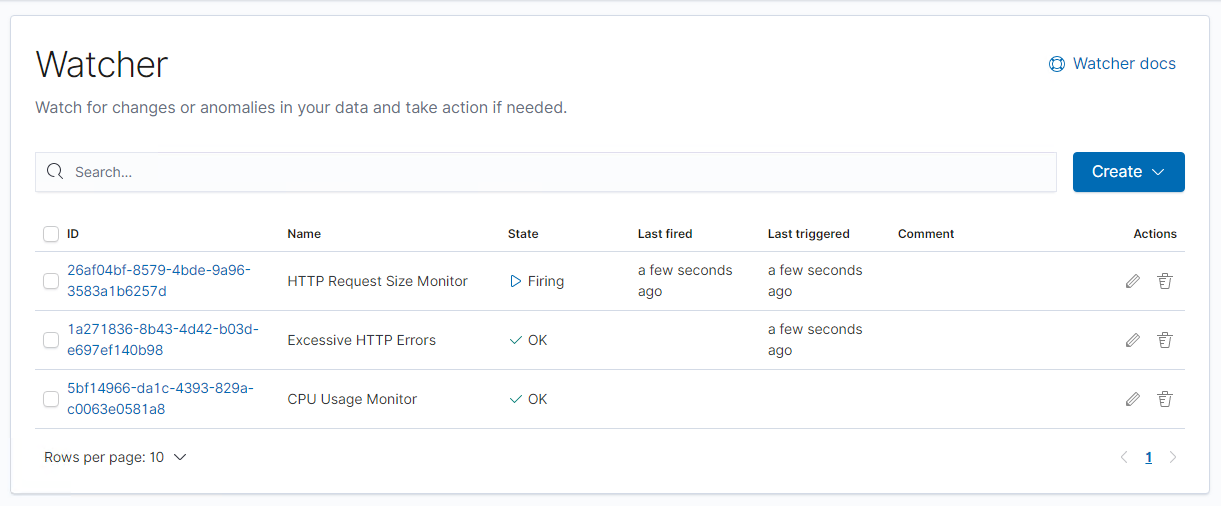 Watcher
Watcher docs
Watch for changes or anomalies in your data and take action if needed.
Search...
Create
ID Name State Last fired Last triggered Comment Actions
26af04bf-8579-4bde-9a96-
3583a1b6257d
HTTP Request Size Monitor
Firing
a few seconds
ago
a few seconds
ago
1a271836-8b43-4d42-b03d-
e697ef140b98
Excessive HTTP Errors
OK
a few seconds
ago
5bf14966-da1c-4393-829a-
c0063e0581a8
CPU Usage Monitor
OK
Rows per page: 10
1